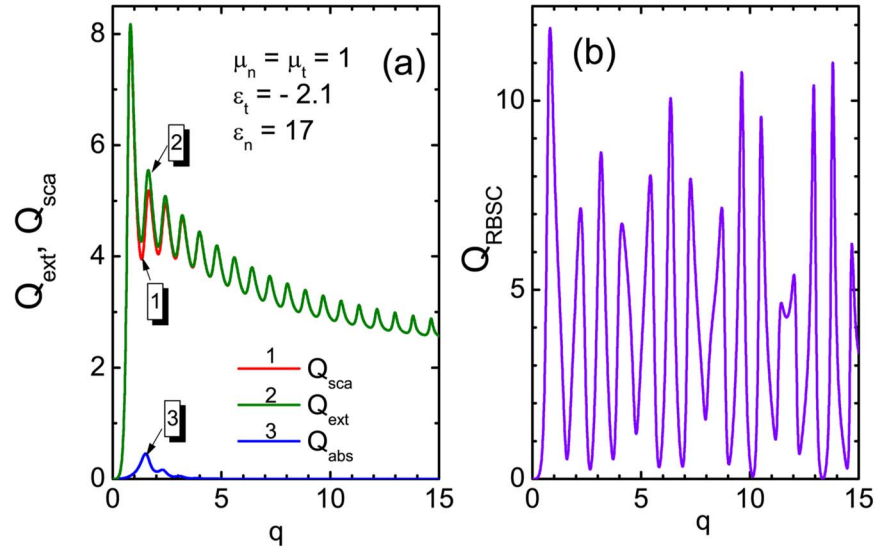 8
6
4
2
0
Q_ext, Q_sca
μ_n = μ_t = 1
ε_t = - 2.1
ε_n = 17
(a)
2
1
3
1 Q_sca
2 Q_ext
3 Q_abs
0 5 10 15
q
(b)
10
5
0
Q_RBSC
0 5 10 15
q